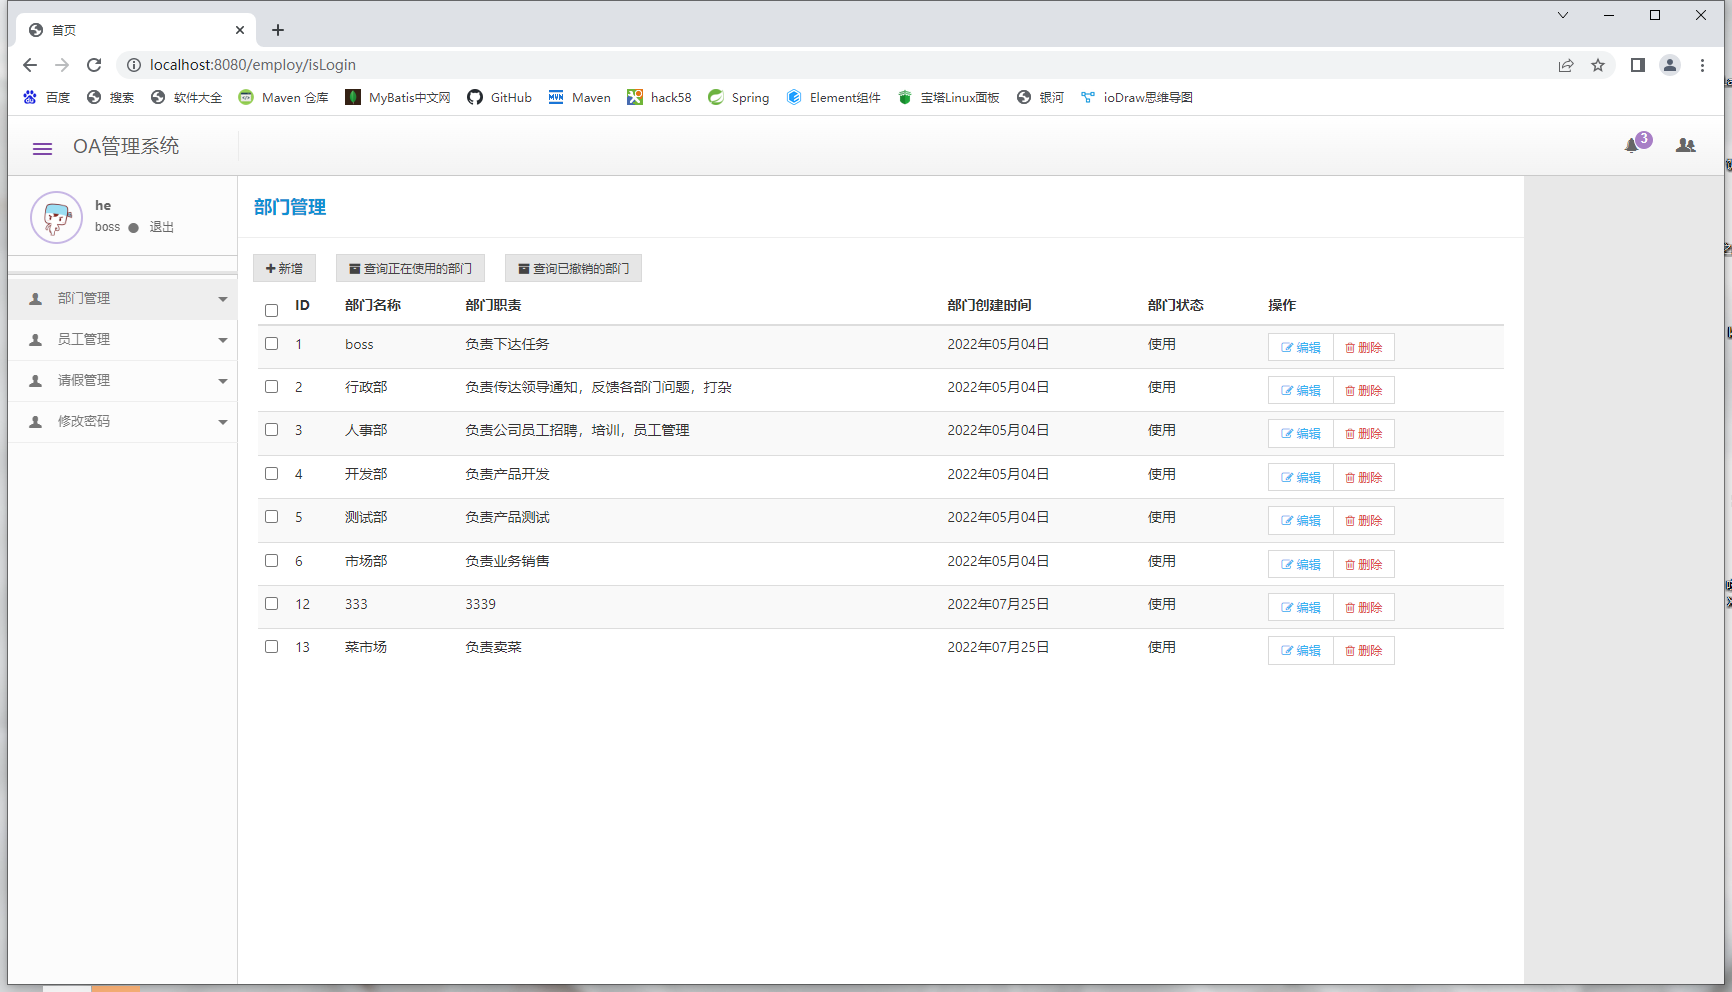 首页
localhost:8080/employ/isLogin
百度 搜索 软件大全 Maven 仓库 MyBatis中文网 GitHub Maven hack58 Spring Element组件 宝塔Linux面板 银河 ioDraw思维导图
OA管理系统
3
he
boss 退出
部门管理
员工管理
请假管理
修改密码
部门管理
新增 查询正在使用的部门 查询已撤销的部门
ID 部门名称 部门职责 部门创建时间 部门状态 操作
1 boss 负责下达任务 2022年05月04日 使用 编辑 删除
2 行政部 负责传达领导通知，反馈各部门问题，打杂 2022年05月04日 使用 编辑 删除
3 人事部 负责公司员工招聘，培训，员工管理 2022年05月04日 使用 编辑 删除
4 开发部 负责产品开发 2022年05月04日 使用 编辑 删除
5 测试部 负责产品测试 2022年05月04日 使用 编辑 删除
6 市场部 负责业务销售 2022年05月04日 使用 编辑 删除
12 333 3339 2022年07月25日 使用 编辑 删除
13 菜市场 负责卖菜 2022年07月25日 使用 编辑 删除